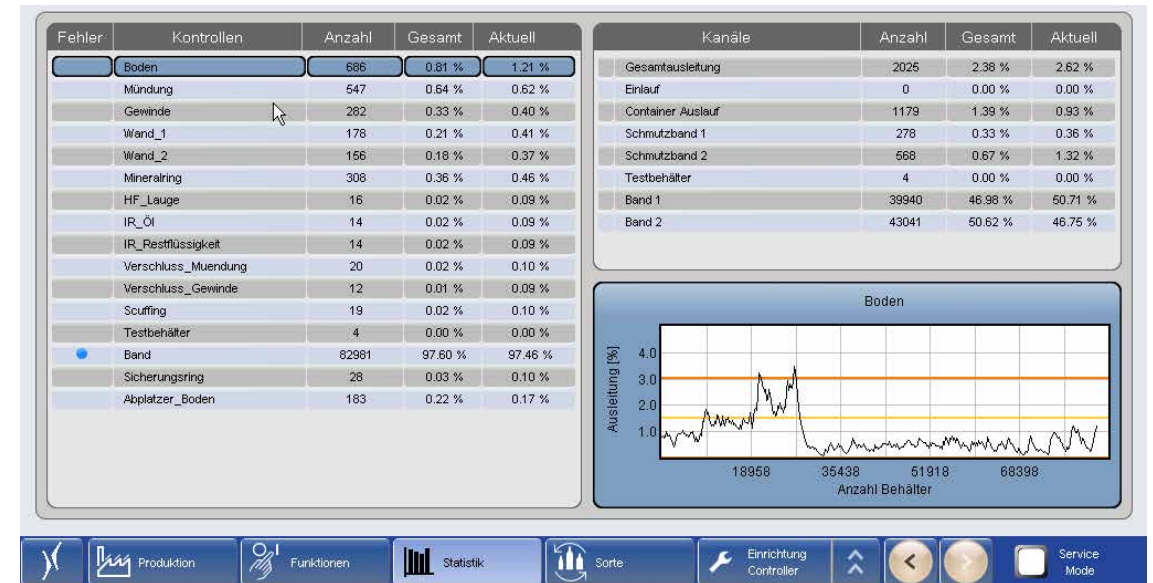 Fehler Kontrollen Anzahl Gesamt Aktuell
Boden 686 0.81 % 1.21 %
Mündung 547 0.64 % 0.62 %
Gewinde 282 0.33 % 0.40 %
Wand_1 178 0.21 % 0.41 %
Wand_2 156 0.18 % 0.37 %
Mineralring 308 0.36 % 0.46 %
HF_Lauge 16 0.02 % 0.09 %
IR_Öl 14 0.02 % 0.09 %
IR_Restflüssigkeit 14 0.02 % 0.09 %
Verschluss_Muendung 20 0.02 % 0.10 %
Verschluss_Gewinde 12 0.01 % 0.09 %
Scuffing 19 0.02 % 0.10 %
Testbehälter 4 0.00 % 0.00 %
Band 82981 97.60 % 97.46 %
Sicherungsring 28 0.03 % 0.10 %
Abplatzer_Boden 183 0.22 % 0.17 %
Kanäle Anzahl Gesamt Aktuell
Gesamtausleitung 2025 2.38 % 2.62 %
Einlauf 0 0.00 % 0.00 %
Container Auslauf 1179 1.39 % 0.93 %
Schmutzband 1 278 0.33 % 0.36 %
Schmutzband 2 568 0.67 % 1.32 %
Testbehälter 4 0.00 % 0.00 %
Band 1 39940 46.98 % 50.71 %
Band 2 43041 50.62 % 46.75 %
Boden
Ausleitung [%]
4.0
3.0
2.0
1.0
18958 35438 51918 68398
Anzahl Behälter
Produktion
Funktionen
Statistik
Sorte
Einrichtung
Controller
Service
Mode